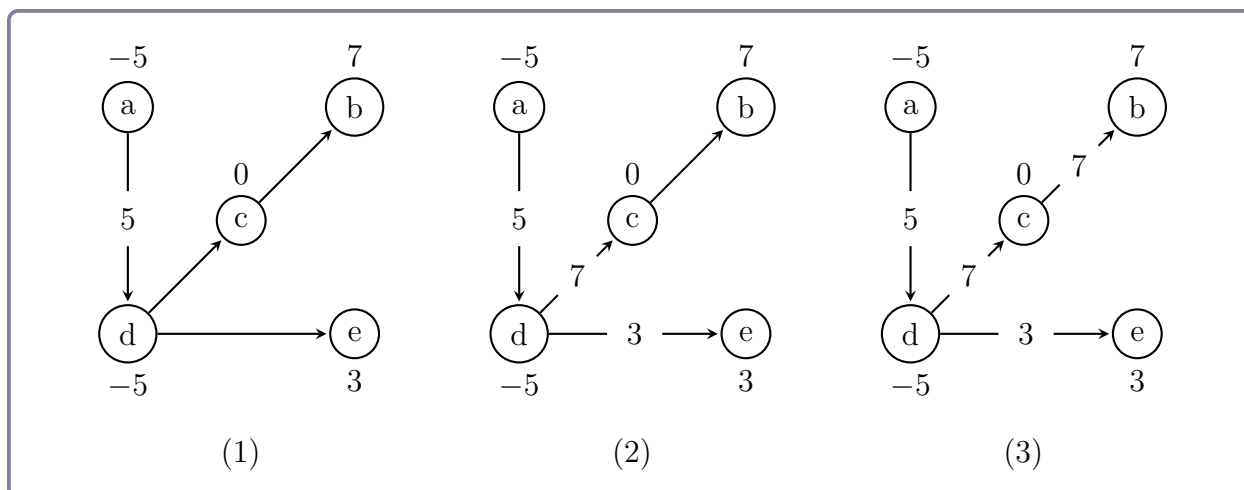 −5 7 −5 7 −5 7
a b a b a b
0 0 0
5 c 5 c 5 c 7
7 7
d e d 3 e d 3 e
−5 3 −5 3 −5 3
(1) (2) (3)